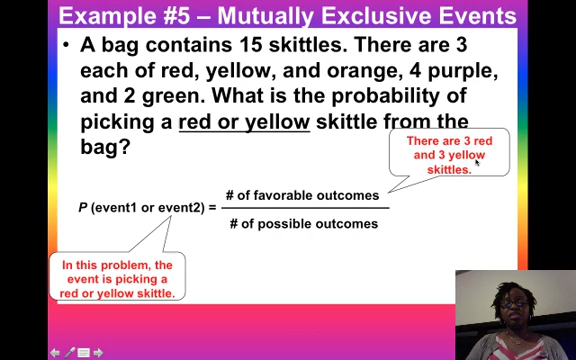 Example #5 – Mutually Exclusive Events
• A bag contains 15 skittles. There are 3
each of red, yellow, and orange, 4 purple,
and 2 green. What is the probability of
picking a red or yellow skittle from the
bag?
There are 3 red
and 3 yellow
skittles.
P (event1 or event2) =
# of favorable outcomes
# of possible outcomes
In this problem, the
event is picking a
red or yellow skittle.